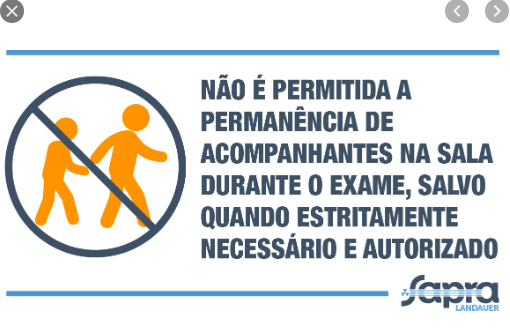 NÃO É PERMITIDA A
PERMANÊNCIA DE
ACOMPANHANTES NA SALA
DURANTE O EXAME, SALVO
QUANDO ESTRITAMENTE
NECESSÁRIO E AUTORIZADO
Sapra
LANDAUER